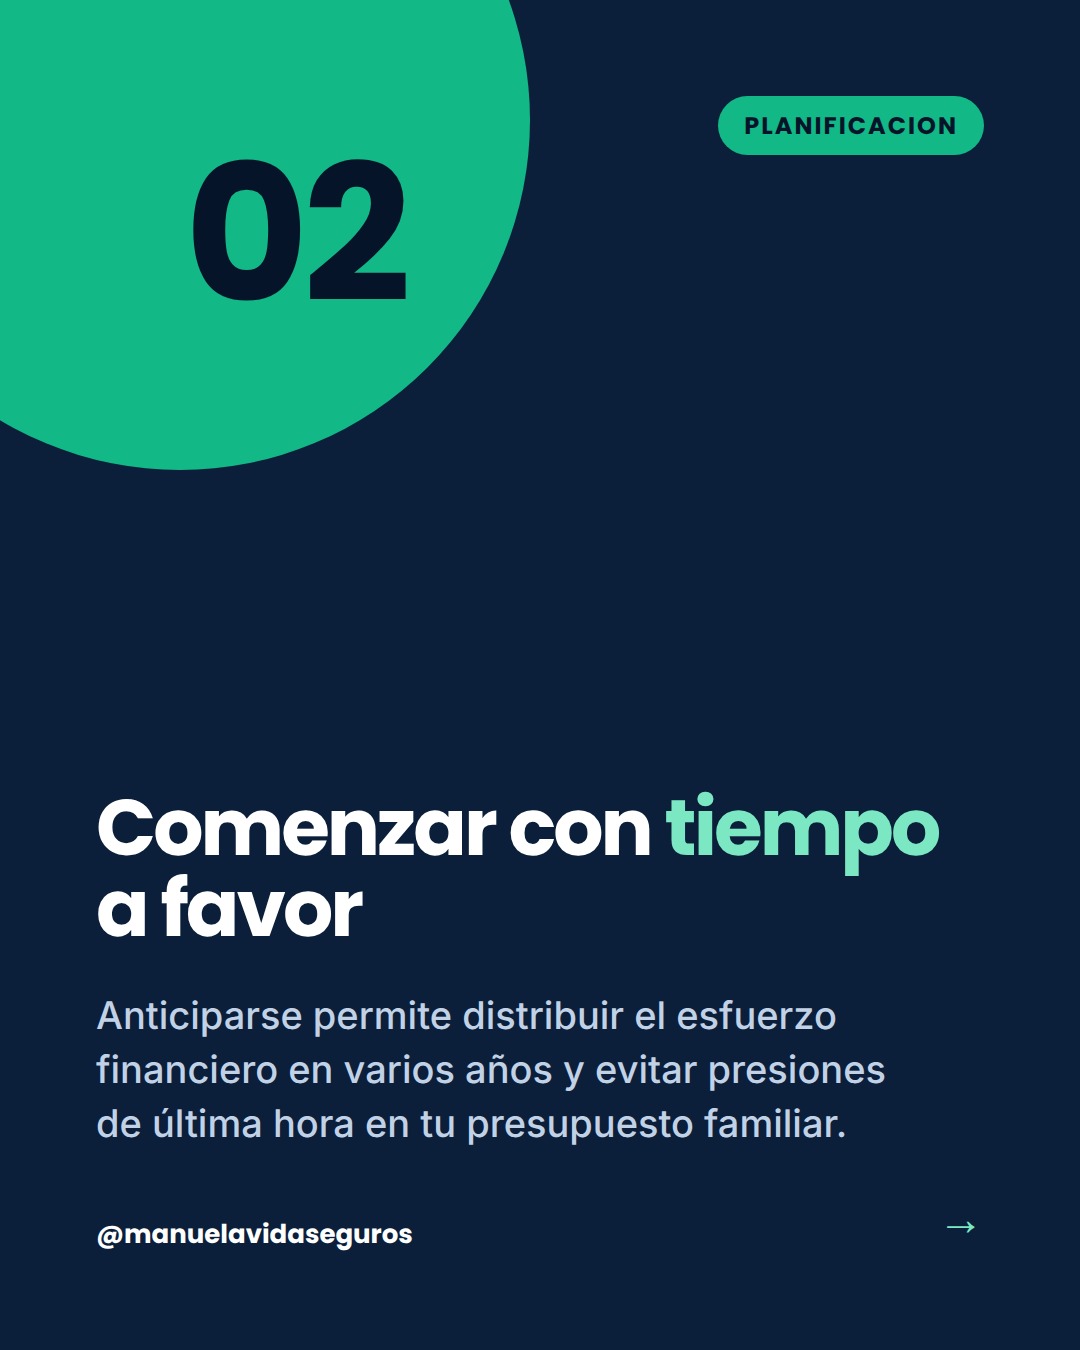 PLANIFICACION
02
Comenzar con tiempo
a favor
Anticiparse permite distribuir el esfuerzo
financiero en varios años y evitar presiones
de última hora en tu presupuesto familiar.
@manuelavidaseguros
→